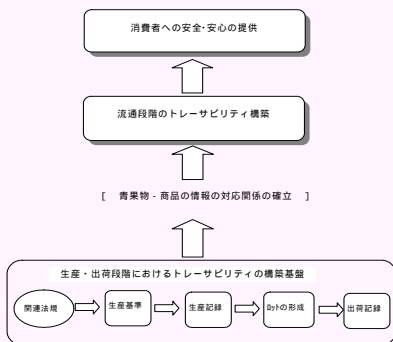 消費者への安全･安心の提供
流通段階のトレーサビリティ構築
[　青果物 - 商品の情報の対応関係の確立　]
生産・出荷段階におけるトレーサビリティの構築基盤
関連法規
生産基準
生産記録
ﾛｯﾄの形成
出荷記録